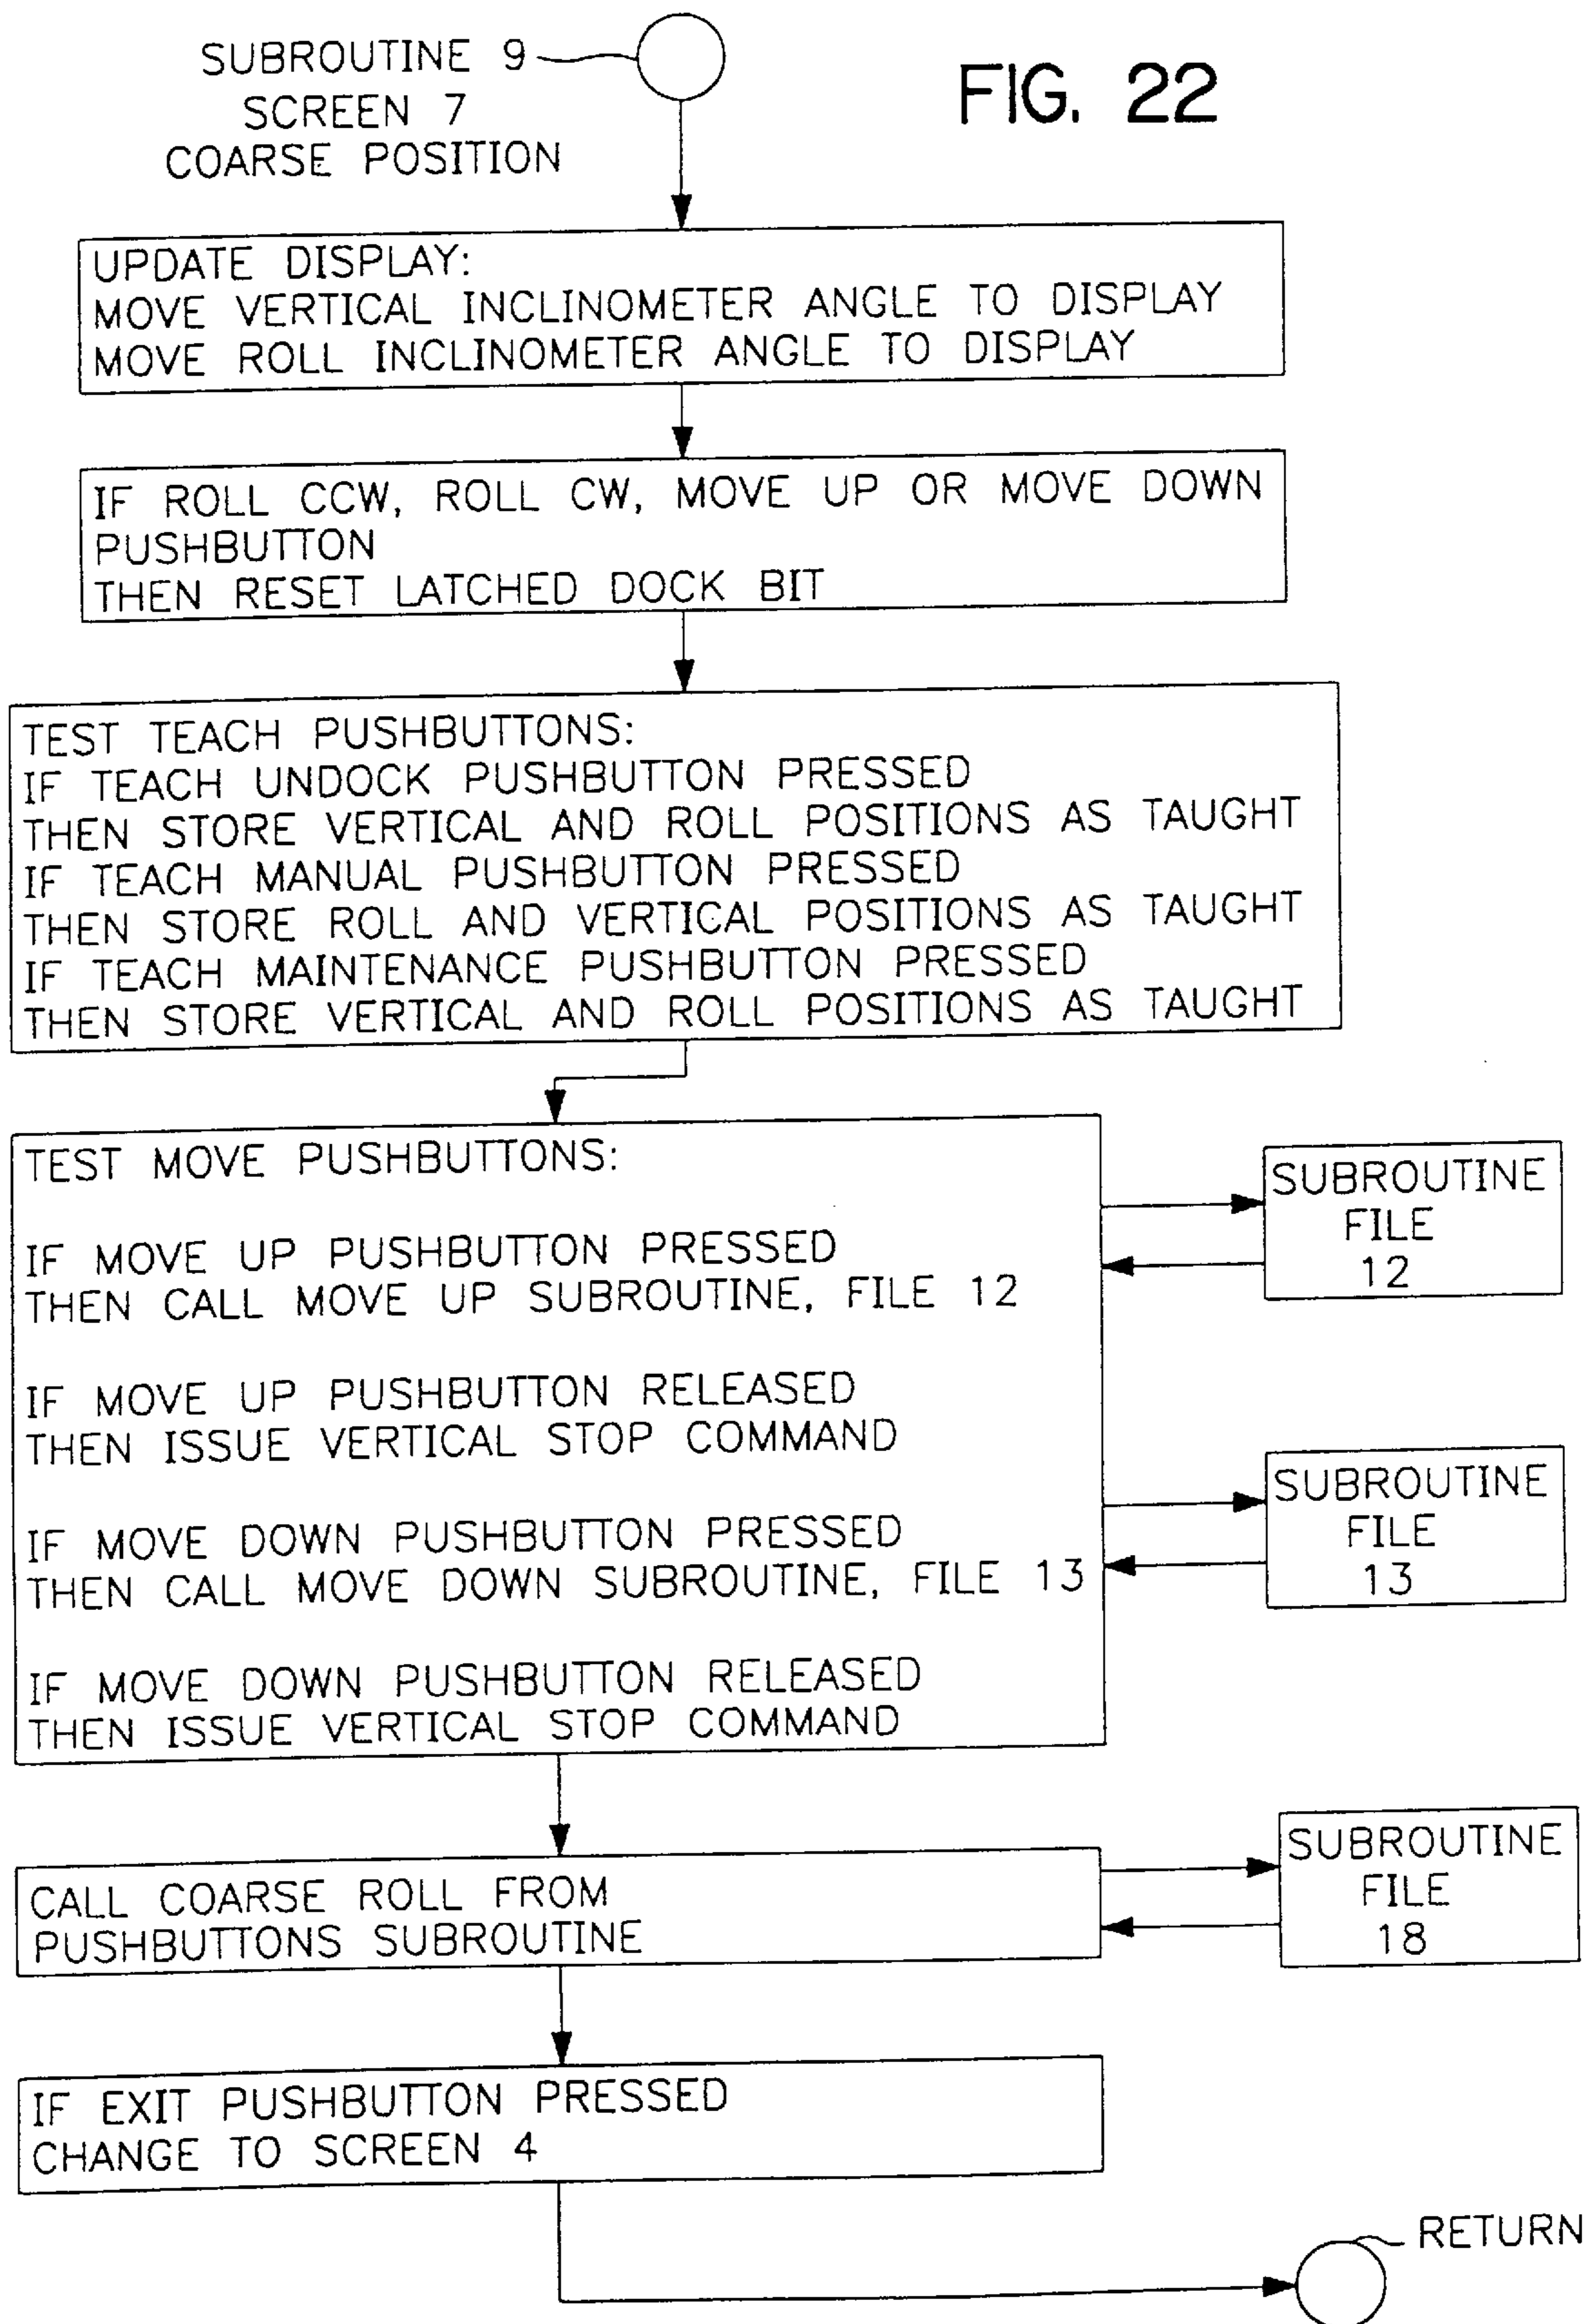 SUBROUTINE 9
SCREEN 7
COARSE POSITION
FIG. 22
UPDATE DISPLAY:
MOVE VERTICAL INCLINOMETER ANGLE TO DISPLAY
MOVE ROLL INCLINOMETER ANGLE TO DISPLAY
IF ROLL CCW, ROLL CW, MOVE UP OR MOVE DOWN
PUSHBUTTON
THEN RESET LATCHED DOCK BIT
TEST TEACH PUSHBUTTONS:
IF TEACH UNDOCK PUSHBUTTON PRESSED
THEN STORE VERTICAL AND ROLL POSITIONS AS TAUGHT
IF TEACH MANUAL PUSHBUTTON PRESSED
THEN STORE ROLL AND VERTICAL POSITIONS AS TAUGHT
IF TEACH MAINTENANCE PUSHBUTTON PRESSED
THEN STORE VERTICAL AND ROLL POSITIONS AS TAUGHT
TEST MOVE PUSHBUTTONS:
IF MOVE UP PUSHBUTTON PRESSED
THEN CALL MOVE UP SUBROUTINE, FILE 12
IF MOVE UP PUSHBUTTON RELEASED
THEN ISSUE VERTICAL STOP COMMAND
IF MOVE DOWN PUSHBUTTON PRESSED
THEN CALL MOVE DOWN SUBROUTINE, FILE 13
IF MOVE DOWN PUSHBUTTON RELEASED
THEN ISSUE VERTICAL STOP COMMAND
SUBROUTINE
FILE
12
SUBROUTINE
FILE
13
CALL COARSE ROLL FROM
PUSHBUTTONS SUBROUTINE
SUBROUTINE
FILE
18
IF EXIT PUSHBUTTON PRESSED
CHANGE TO SCREEN 4
RETURN